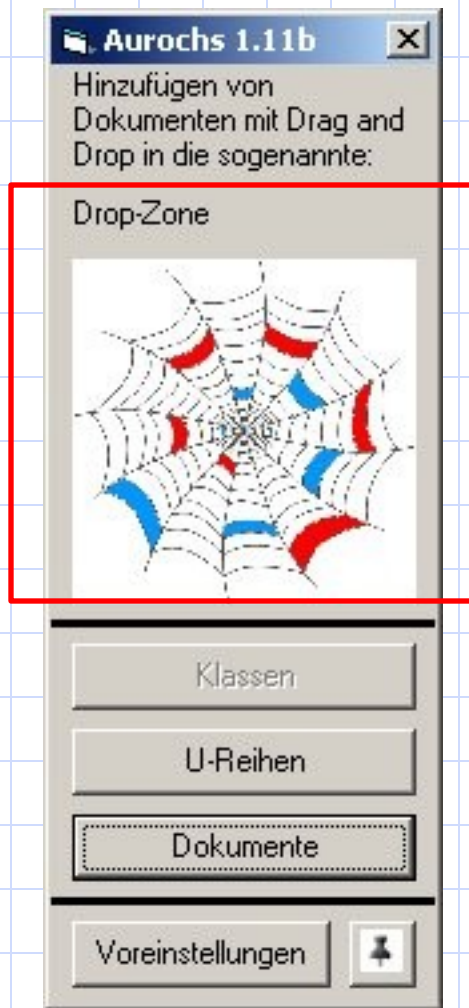 Aurochs 1.11b
Hinzufügen von
Dokumenten mit Drag and
Drop in die sogenannte:
Drop-Zone
Klassen
U-Reihen
Dokumente
Voreinstellungen